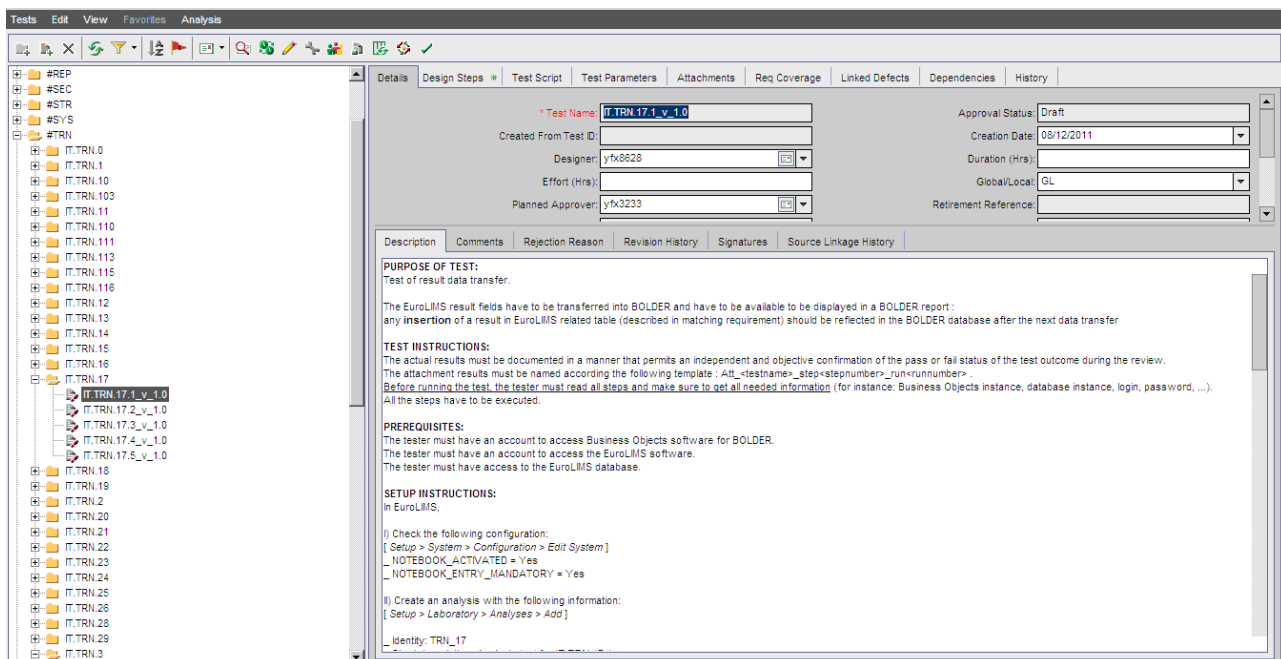 Tests Edit View Favorites Analysis
#REP
#SEC
#STR
#SYS
#TRN
IT.TRN.0
IT.TRN.1
IT.TRN.10
IT.TRN.103
IT.TRN.11
IT.TRN.110
IT.TRN.111
IT.TRN.113
IT.TRN.115
IT.TRN.116
IT.TRN.12
IT.TRN.13
IT.TRN.14
IT.TRN.15
IT.TRN.16
IT.TRN.17
IT.TRN.17.1_v_1.0
IT.TRN.17.2_v_1.0
IT.TRN.17.3_v_1.0
IT.TRN.17.4_v_1.0
IT.TRN.17.5_v_1.0
IT.TRN.18
IT.TRN.19
IT.TRN.2
IT.TRN.20
IT.TRN.21
IT.TRN.22
IT.TRN.23
IT.TRN.24
IT.TRN.25
IT.TRN.26
IT.TRN.28
IT.TRN.29
IT.TRN.3
Details Design Steps * Test Script Test Parameters Attachments Req Coverage Linked Defects Dependencies History
* Test Name: IT.TRN.17.1_v_1.0 Approval Status: Draft
Created From Test ID: Creation Date: 08/12/2011
Designer: yfx8628 Duration (Hrs):
Effort (Hrs): Global/Local: GL
Planned Approver: yfx3233 Retirement Reference:
Description Comments Rejection Reason Revision History Signatures Source Linkage History
PURPOSE OF TEST:
Test of result data transfer.
The EuroLIMS result fields have to be transferred into BOLDER and have to be available to be displayed in a BOLDER report :
any insertion of a result in EuroLIMS related table (described in matching requirement) should be reflected in the BOLDER database after the next data transfer
TEST INSTRUCTIONS:
The actual results must be documented in a manner that permits an independent and objective confirmation of the pass or fail status of the test outcome during the review.
The attachment results must be named according the following template : Att_<testname>_step<stepnumber>_run<runnumber> .
Before running the test, the tester must read all steps and make sure to get all needed information (for instance: Business Objects instance, database instance, login, password, ...).
All the steps have to be executed.
PREREQUISITES:
The tester must have an account to access Business Objects software for BOLDER.
The tester must have an account to access the EuroLIMS software.
The tester must have access to the EuroLIMS database.
SETUP INSTRUCTIONS:
In EuroLIMS,
I) Check the following configuration:
[ Setup > System > Configuration > Edit System ]
_ NOTEBOOK_ACTIVATED = Yes
_ NOTEBOOK_ENTRY_MANDATORY = Yes
II) Create an analysis with the following information:
[ Setup > Laboratory > Analyses > Add ]
_ Identity: TRN_17